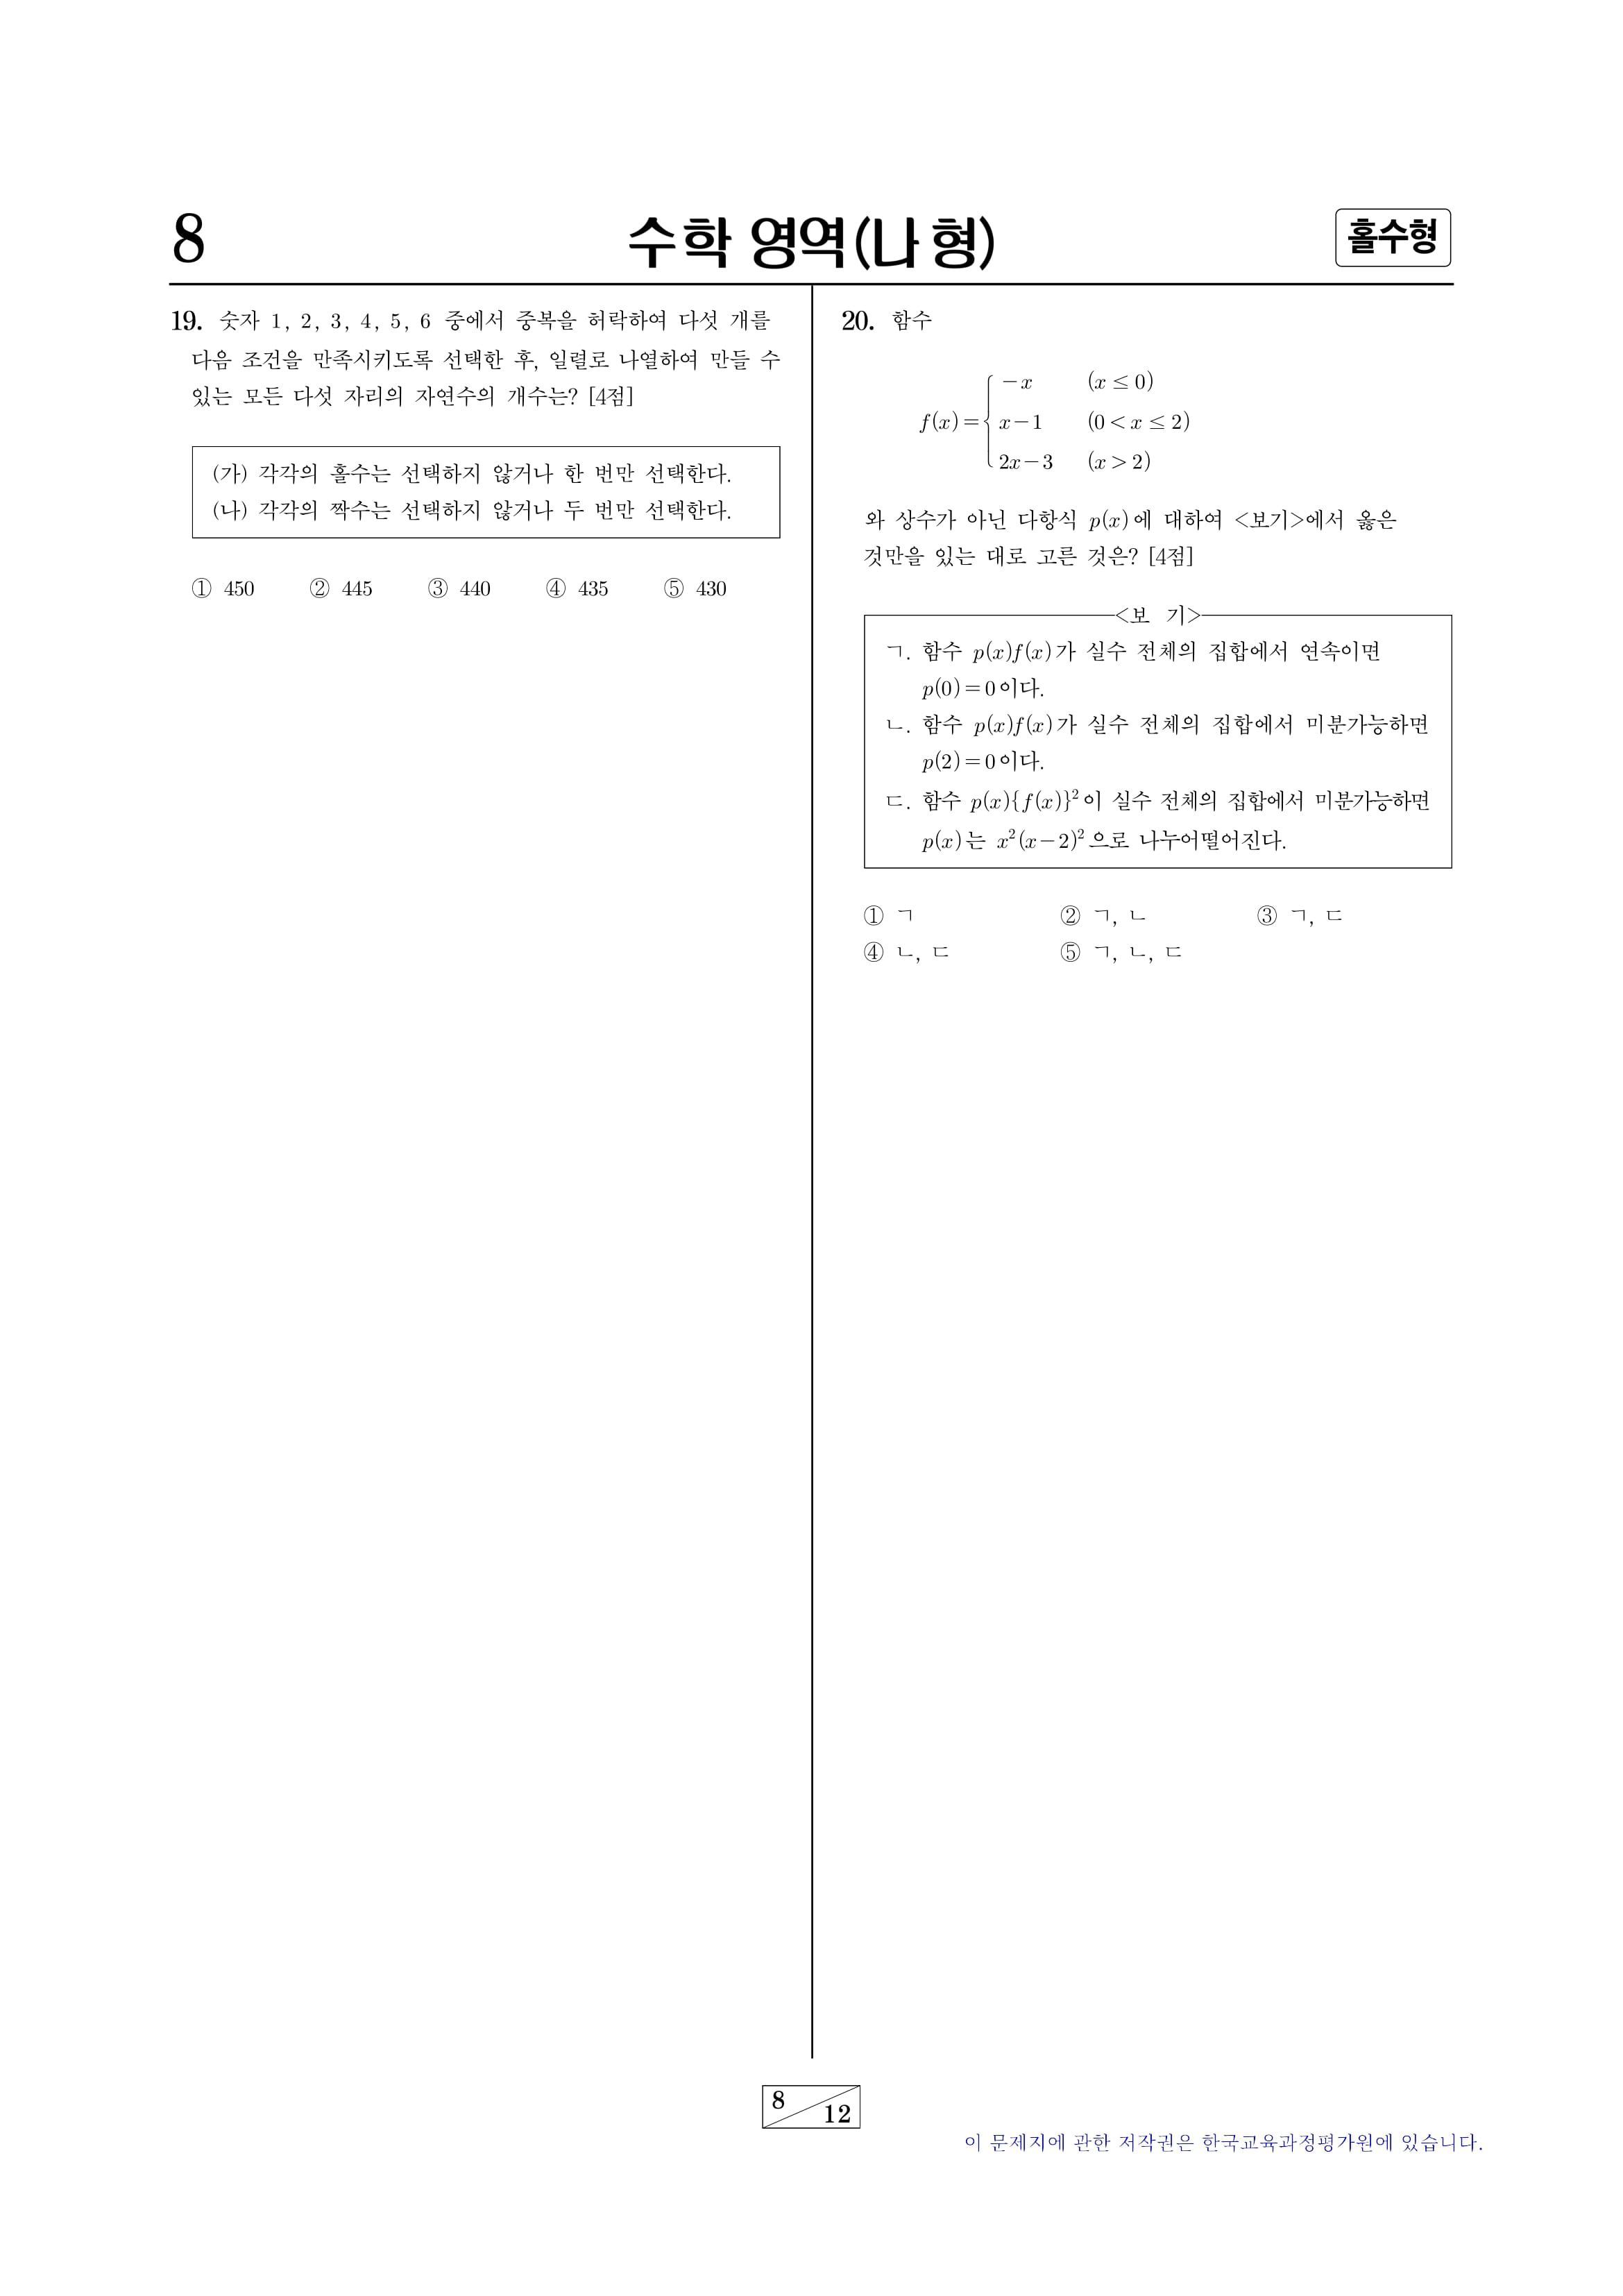 8
수학 영역(나 형)
홀수형
19. 숫자 1, 2, 3, 4, 5, 6 중에서 중복을 허락하여 다섯 개를
다음 조건을 만족시키도록 선택한 후, 일렬로 나열하여 만들 수
있는 모든 다섯 자리의 자연수의 개수는? [4점]
(가) 각각의 홀수는 선택하지 않거나 한 번만 선택한다.
(나) 각각의 짝수는 선택하지 않거나 두 번만 선택한다.
① 450 ② 445 ③ 440 ④ 435 ⑤ 430
20. 함수
−x (x ≤ 0)
f(x) = { x−1 (0 < x ≤ 2)
2x−3 (x > 2)
와 상수가 아닌 다항식 p(x)에 대하여 <보기>에서 옳은
것만을 있는 대로 고른 것은? [4점]
<보 기>
ㄱ. 함수 p(x)f(x)가 실수 전체의 집합에서 연속이면
p(0) = 0이다.
ㄴ. 함수 p(x)f(x)가 실수 전체의 집합에서 미분가능하면
p(2) = 0이다.
ㄷ. 함수 p(x){f(x)}²이 실수 전체의 집합에서 미분가능하면
p(x)는 x²(x−2)²으로 나누어떨어진다.
① ㄱ ② ㄱ, ㄴ ③ ㄱ, ㄷ
④ ㄴ, ㄷ ⑤ ㄱ, ㄴ, ㄷ
8 12
이 문제지에 관한 저작권은 한국교육과정평가원에 있습니다.